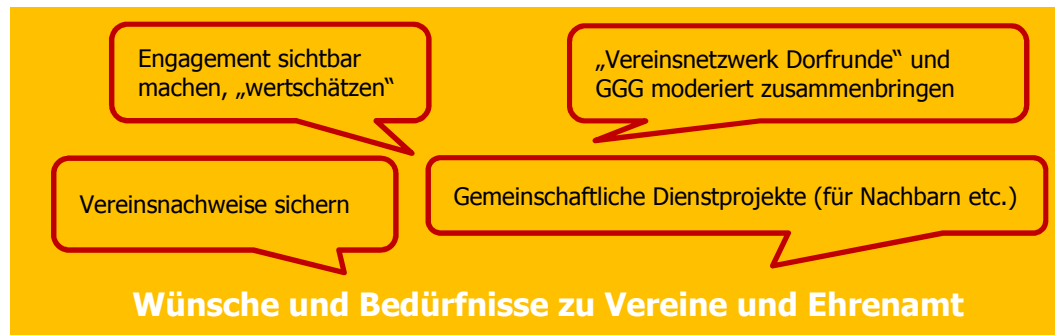 Engagement sichtbar
machen, „wertschätzen“
„Vereinsnetzwerk Dorfrunde“ und
GGG moderiert zusammenbringen
Vereinsnachweise sichern
Gemeinschaftliche Dienstprojekte (für Nachbarn etc.)
Wünsche und Bedürfnisse zu Vereine und Ehrenamt